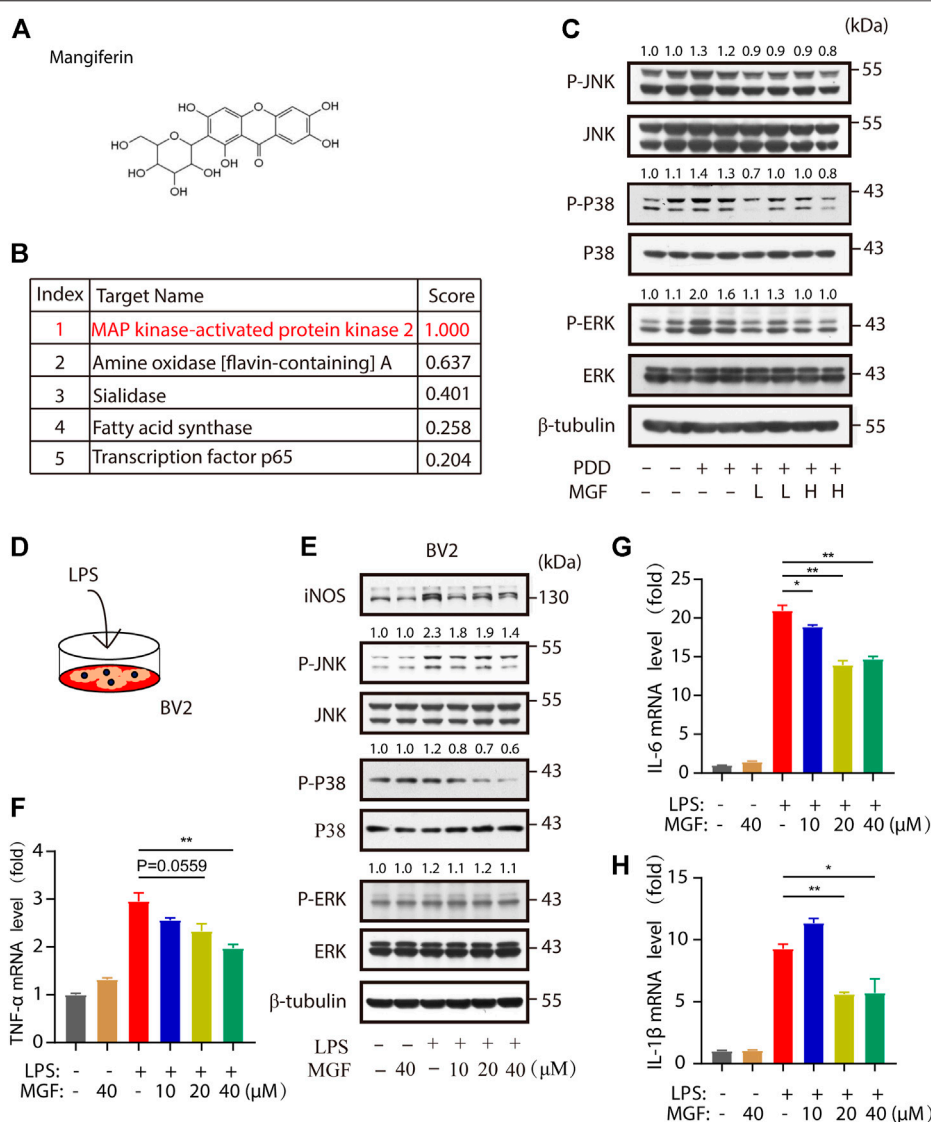 A
Mangiferin
HO
OH
O
OH
HO
O
OH
OH
O
HO
OH
OH
B
Index Target Name Score
1 MAP kinase-activated protein kinase 2 1.000
2 Amine oxidase [flavin-containing] A 0.637
3 Sialidase 0.401
4 Fatty acid synthase 0.258
5 Transcription factor p65 0.204
C
(kDa)
1.0 1.0 1.3 1.2 0.9 0.9 0.9 0.8
P-JNK 55
JNK 55
1.0 1.1 1.4 1.3 0.7 1.0 1.0 0.8
P-P38 43
P38 43
1.0 1.1 2.0 1.6 1.1 1.3 1.0 1.0
P-ERK 43
ERK 43
β-tubulin 55
PDD – – + + + + + +
MGF – – – – L L H H
D
LPS
BV2
E
BV2
(kDa)
iNOS 130
1.0 1.0 2.3 1.8 1.9 1.4
P-JNK 55
JNK 55
1.0 1.0 1.2 0.8 0.7 0.6
P-P38 43
P38 43
1.0 1.0 1.2 1.1 1.2 1.1
P-ERK 43
ERK 43
β-tubulin 55
LPS – – + + + +
MGF – 40 – 10 20 40 (μM)
F
TNF-α mRNA level (fold)
4
3
2
1
0
**
P=0.0559
LPS: - - + + + +
MGF: - 40 - 10 20 40 (μM)
G
IL-6 mRNA level (fold)
25
20
15
10
5
0
**
**
*
LPS: - - + + + +
MGF: - 40 - 10 20 40 (μM)
H
IL-1β mRNA level (fold)
15
10
5
0
*
**
LPS: - - + + + +
MGF: - 40 - 10 20 40 (μM)